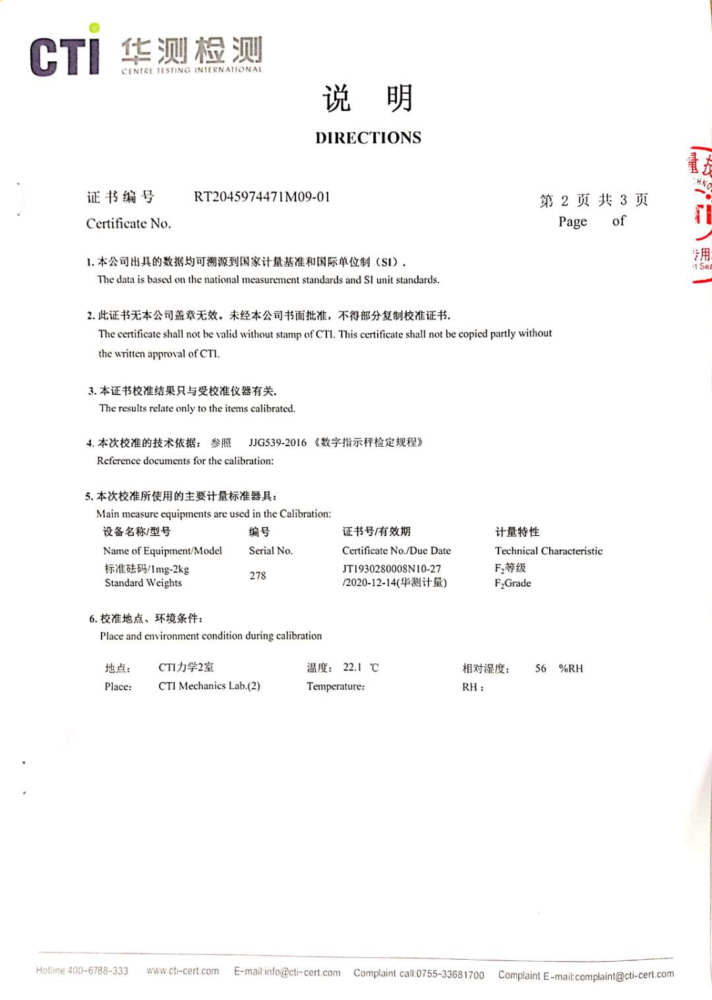 CTI 华测检测
CENTRE TESTING INTERNATIONAL
说 明
DIRECTIONS
证书编号 RT2045974471M09-01
第 2 页 共 3 页
Certificate No.
Page of
1. 本公司出具的数据均可溯源到国家计量基准和国际单位制（SI）.
The data is based on the national measurement standards and SI unit standards.
2. 此证书无本公司盖章无效。未经本公司书面批准，不得部分复制校准证书.
The certificate shall not be valid without stamp of CTI. This certificate shall not be copied partly without
the written approval of CTI.
3. 本证书校准结果只与受校准仪器有关.
The results relate only to the items calibrated.
4. 本次校准的技术依据： 参照 JJG539-2016 《数字指示秤检定规程》
Reference documents for the calibration:
5. 本次校准所使用的主要计量标准器具：
Main measure equipments are used in the Calibration:
设备名称/型号 编号 证书号/有效期 计量特性
Name of Equipment/Model Serial No. Certificate No./Due Date Technical Characteristic
标准砝码/1mg-2kg 278 JT1930280008N10-27 F₂等级
Standard Weights /2020-12-14(华测计量) F₂Grade
6. 校准地点、环境条件：
Place and environment condition during calibration
地点： CTI力学2室 温度： 22.1 ℃ 相对湿度： 56 %RH
Place: CTI Mechanics Lab.(2) Temperature: RH :
量技
HNO
专用
rt Sea
Hotline:400-6788-333 www.cti-cert.com E-mail:info@cti-cert.com Complaint call:0755-33681700 Complaint E-mail:complaint@cti-cert.com